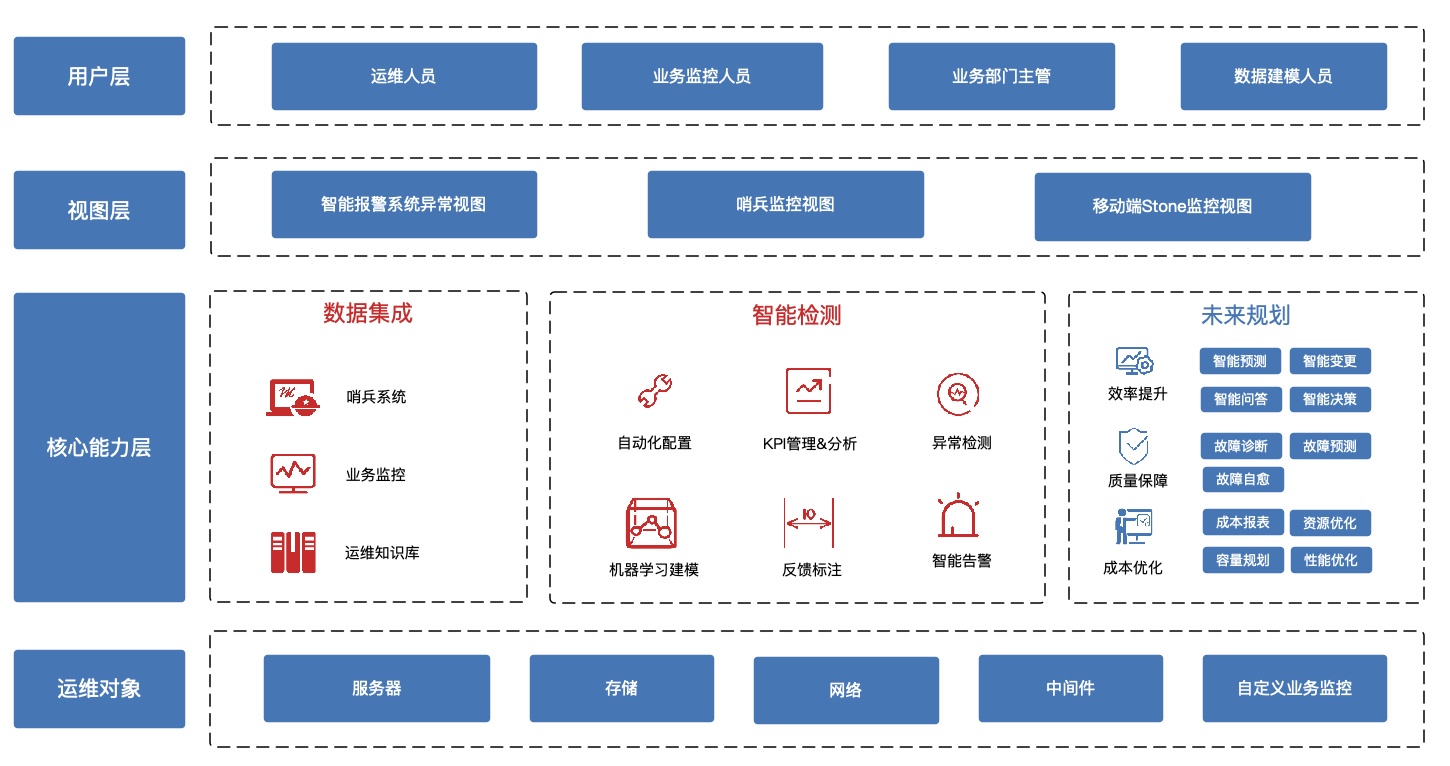 用户层
运维人员
业务监控人员
业务部门主管
数据建模人员
视图层
智能报警系统异常视图
哨兵监控视图
移动端Stone监控视图
核心能力层
数据集成
哨兵系统
业务监控
运维知识库
智能检测
自动化配置
KPI管理&分析
异常检测
机器学习建模
10
反馈标注
智能告警
未来规划
效率提升
智能预测
智能变更
智能问答
智能决策
质量保障
故障诊断
故障预测
故障自愈
成本优化
成本报表
资源优化
容量规划
性能优化
运维对象
服务器
存储
网络
中间件
自定义业务监控